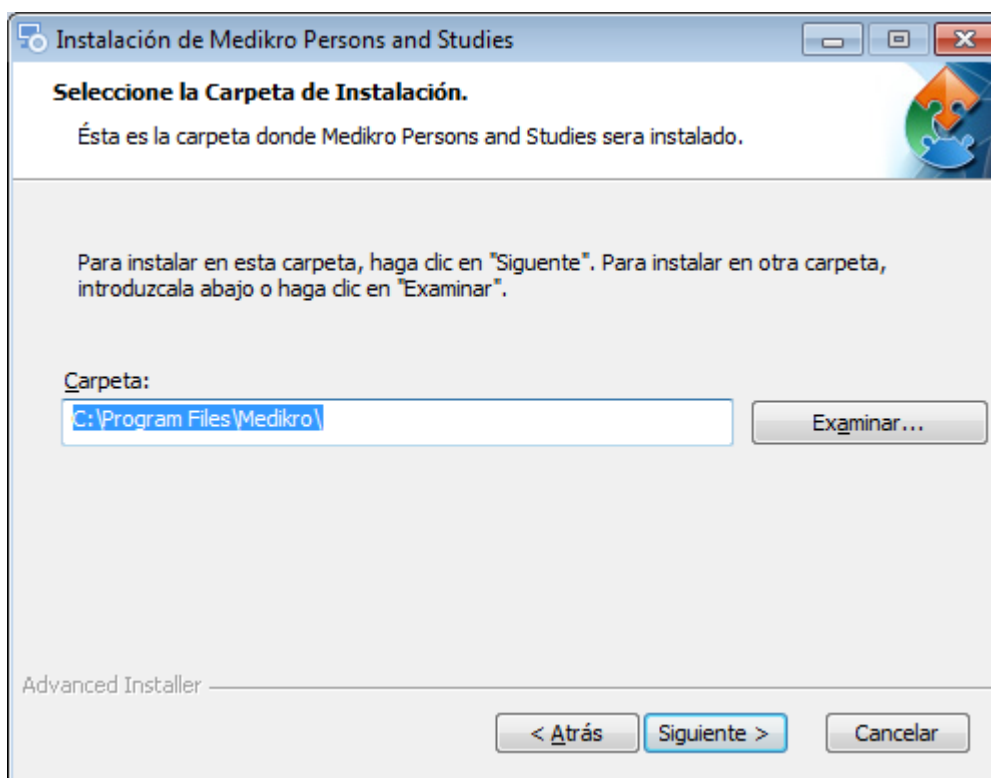 Instalación de Medikro Persons and Studies
Seleccione la Carpeta de Instalación.
Ésta es la carpeta donde Medikro Persons and Studies sera instalado.
Para instalar en esta carpeta, haga clic en "Siguente". Para instalar en otra carpeta,
introduzcala abajo o haga clic en "Examinar".
Carpeta:
C:\Program Files\Medikro\
Examinar...
Advanced Installer
< Atrás
Siguiente >
Cancelar